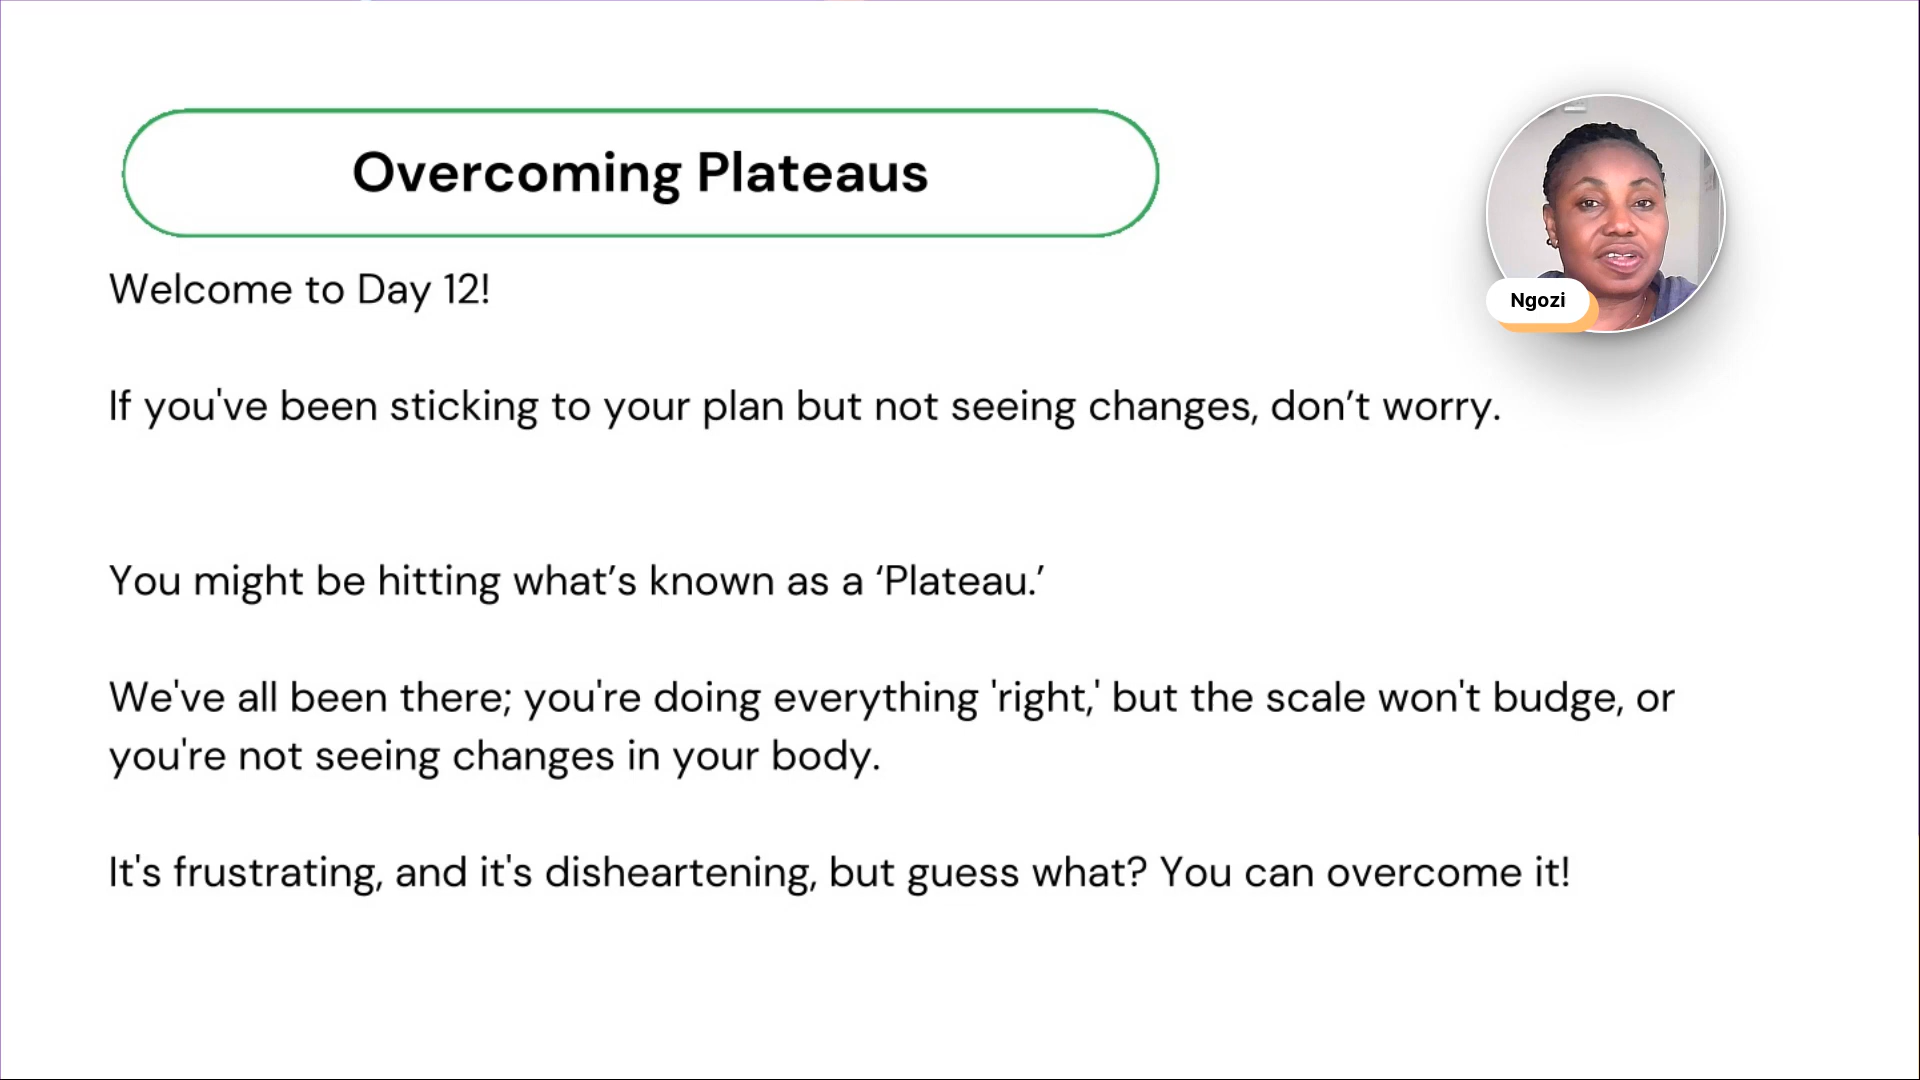 Overcoming Plateaus
Ngozi
Welcome to Day 12!
If you've been sticking to your plan but not seeing changes, don’t worry.
You might be hitting what’s known as a ‘Plateau.’
We've all been there; you're doing everything 'right,' but the scale won't budge, or
you're not seeing changes in your body.
It's frustrating, and it's disheartening, but guess what? You can overcome it!